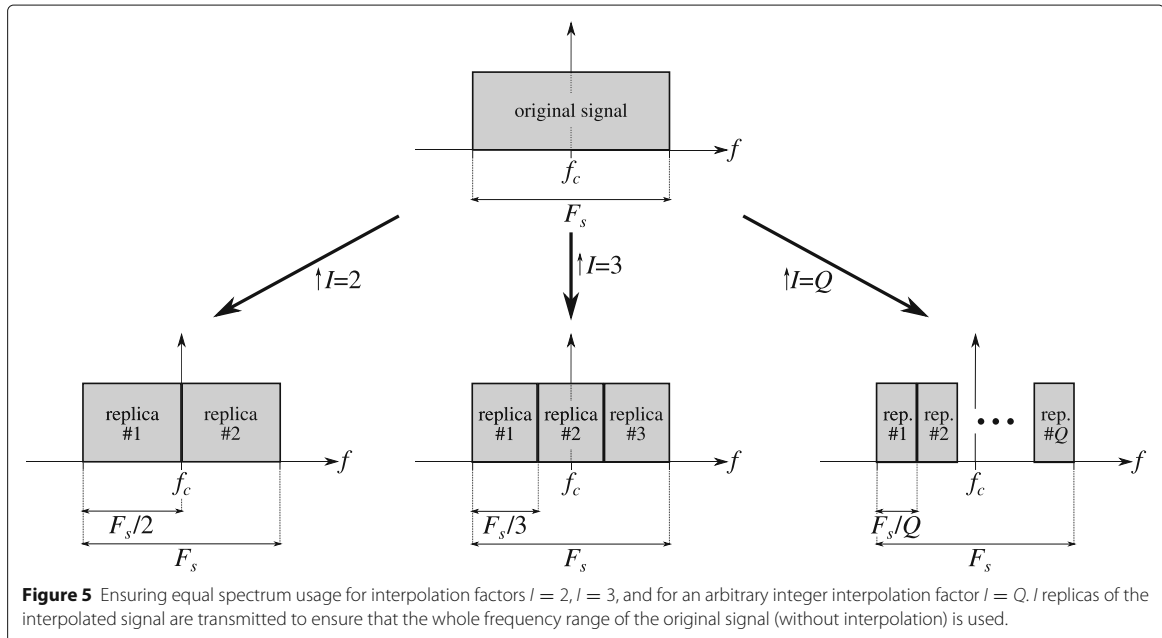 original signal
f
f_c
F_s
↑I=2
↑I=3
↑I=Q
replica #1
replica #2
f
f_c
F_s/2
F_s
replica #1
replica #2
replica #3
f
f_c
F_s/3
F_s
rep. #1
rep. #2
•••
rep. #Q
f
f_c
F_s/Q
F_s
Figure 5 Ensuring equal spectrum usage for interpolation factors I = 2, I = 3, and for an arbitrary integer interpolation factor I = Q. I replicas of the
interpolated signal are transmitted to ensure that the whole frequency range of the original signal (without interpolation) is used.